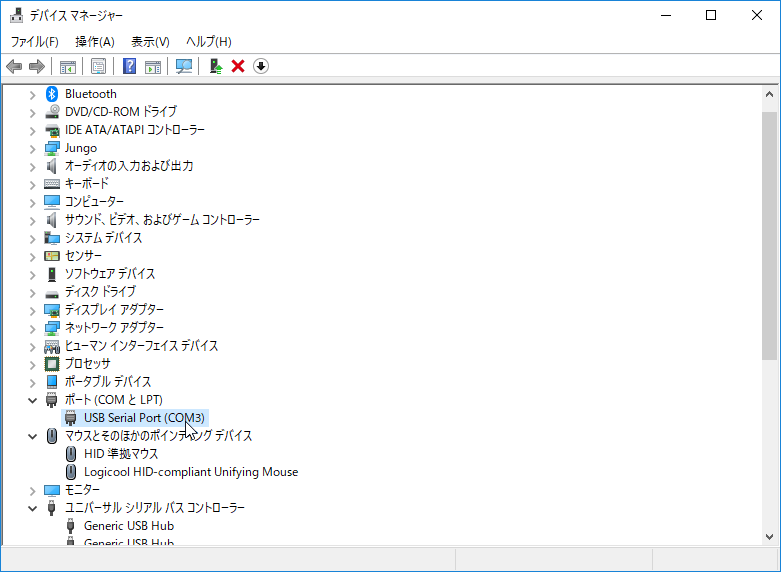 デバイス マネージャー
ファイル(F) 操作(A) 表示(V) ヘルプ(H)
Bluetooth
DVD/CD-ROM ドライブ
IDE ATA/ATAPI コントローラー
Jungo
オーディオの入力および出力
キーボード
コンピューター
サウンド、ビデオ、およびゲーム コントローラー
システム デバイス
センサー
ソフトウェア デバイス
ディスク ドライブ
ディスプレイ アダプター
ネットワーク アダプター
ヒューマン インターフェイス デバイス
プロセッサ
ポータブル デバイス
ポート (COM と LPT)
USB Serial Port (COM3)
マウスとそのほかのポインティング デバイス
HID 準拠マウス
Logicool HID-compliant Unifying Mouse
モニター
ユニバーサル シリアル バス コントローラー
Generic USB Hub
Generic USB Hub